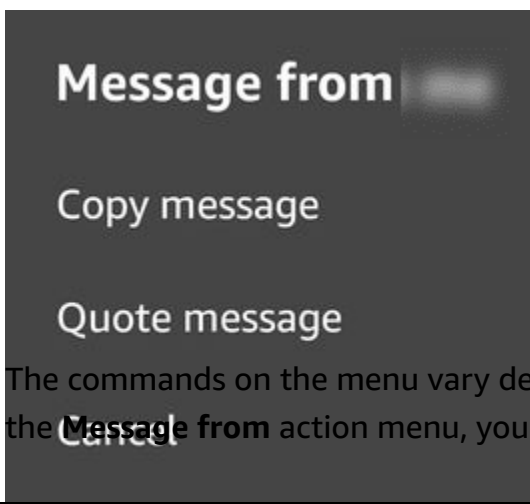 Message from
Copy message
Quote message
The commands on the menu vary de
the Message from action menu, you
Cancel